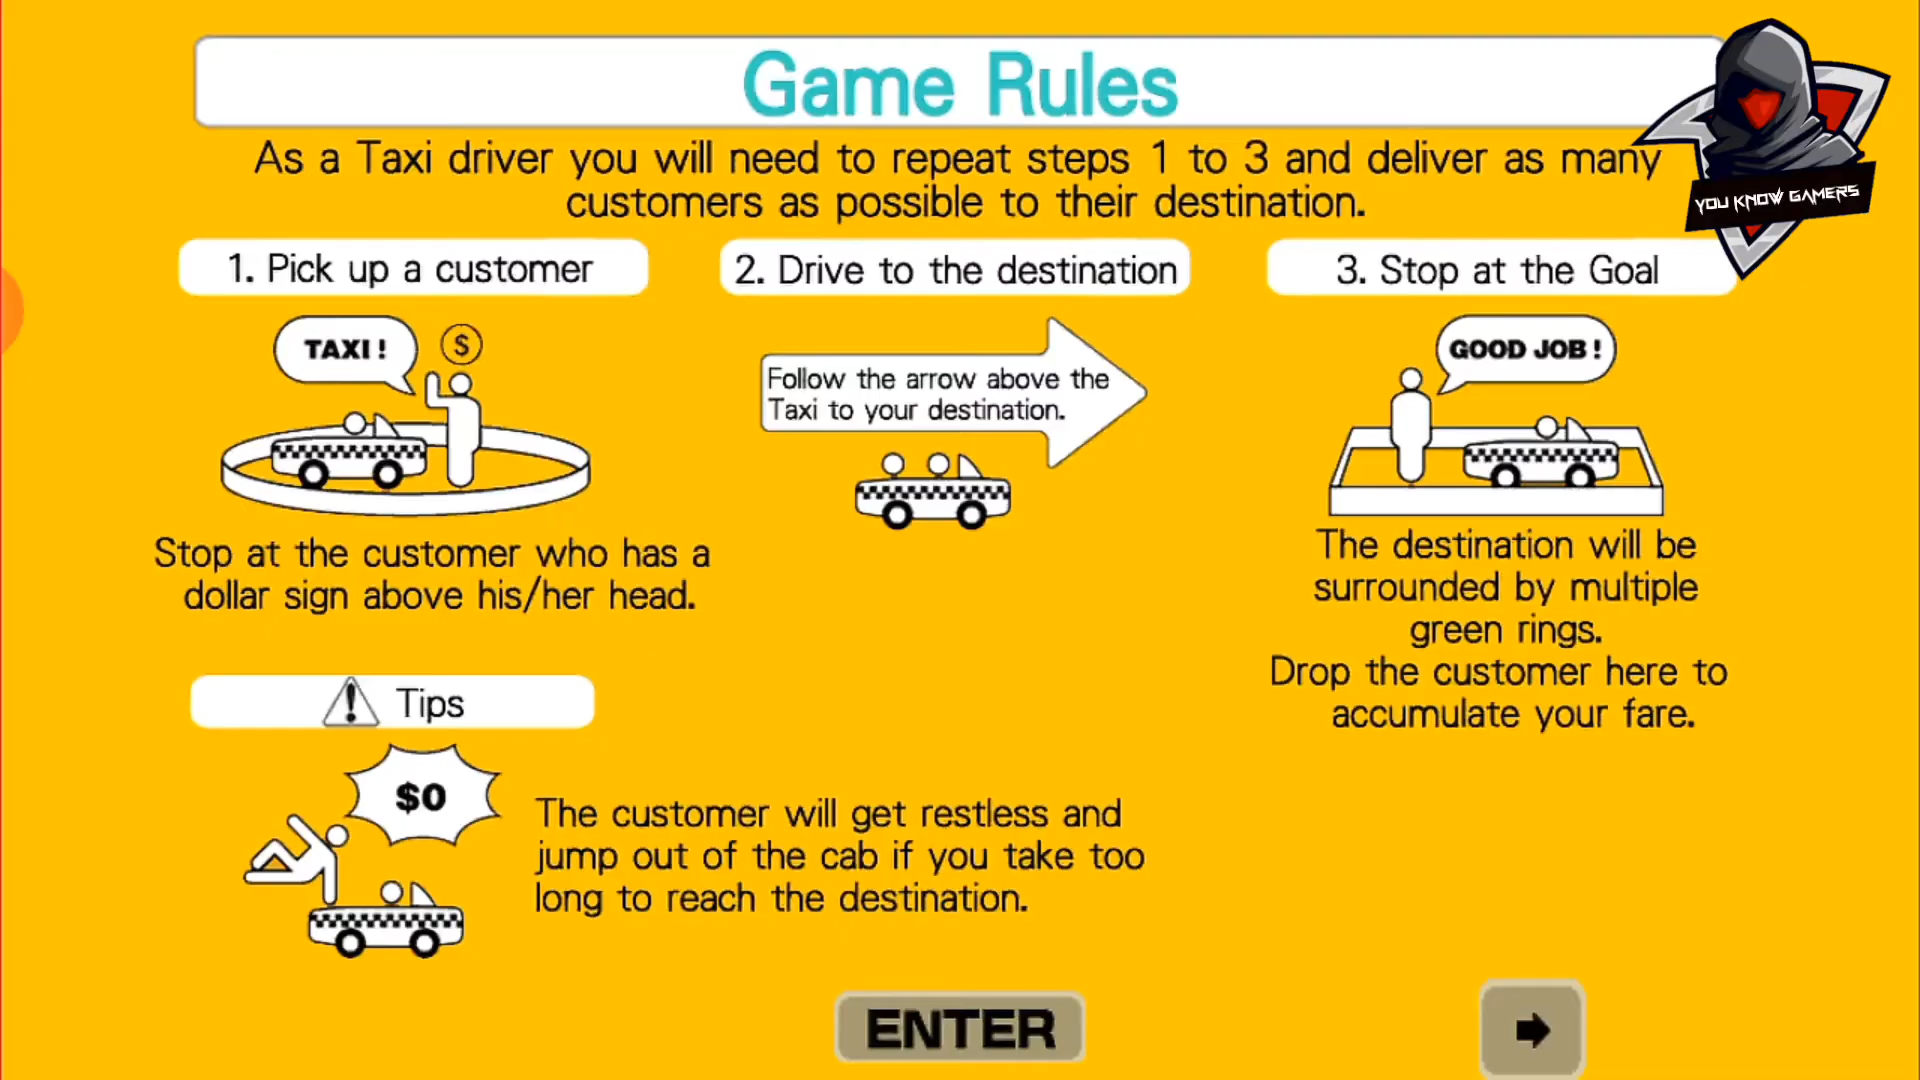 Game Rules
As a Taxi driver you will need to repeat steps 1 to 3 and deliver as many
customers as possible to their destination.
YOU KNOW GAMERS
1. Pick up a customer
TAXI !
$
Stop at the customer who has a
dollar sign above his/her head.
2. Drive to the destination
Follow the arrow above the
Taxi to your destination.
3. Stop at the Goal
GOOD JOB !
The destination will be
surrounded by multiple
green rings.
Drop the customer here to
accumulate your fare.
! Tips
$0
The customer will get restless and
jump out of the cab if you take too
long to reach the destination.
ENTER